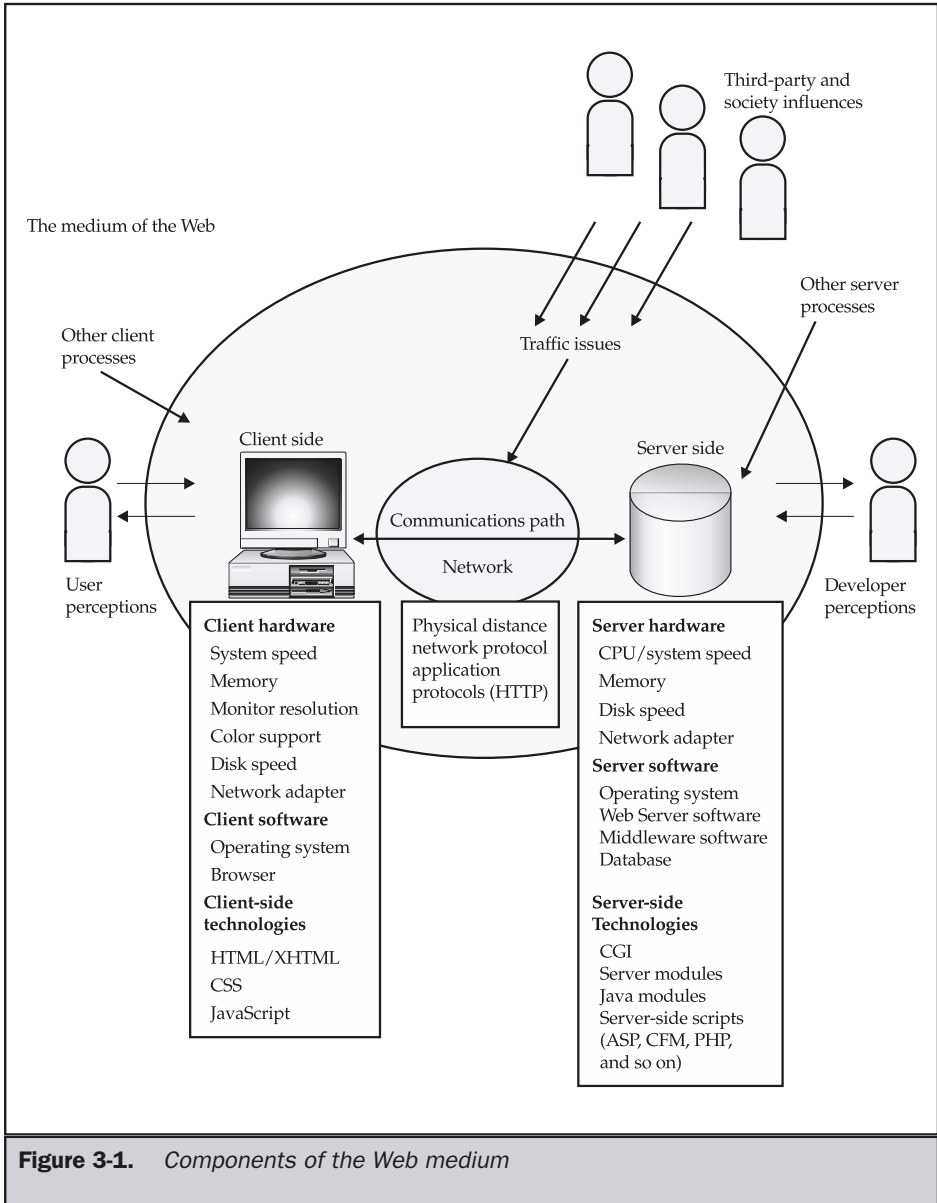 Third-party and
society influences
The medium of the Web
Other server
processes
Other client
processes
Traffic issues
Client side
Server side
Communications path
Network
User
perceptions
Developer
perceptions
Client hardware
System speed
Memory
Monitor resolution
Color support
Disk speed
Network adapter
Client software
Operating system
Browser
Client-side
technologies
HTML/XHTML
CSS
JavaScript
Physical distance
network protocol
application
protocols (HTTP)
Server hardware
CPU/system speed
Memory
Disk speed
Network adapter
Server software
Operating system
Web Server software
Middleware software
Database
Server-side
Technologies
CGI
Server modules
Java modules
Server-side scripts
(ASP, CFM, PHP,
and so on)
Figure 3-1. Components of the Web medium